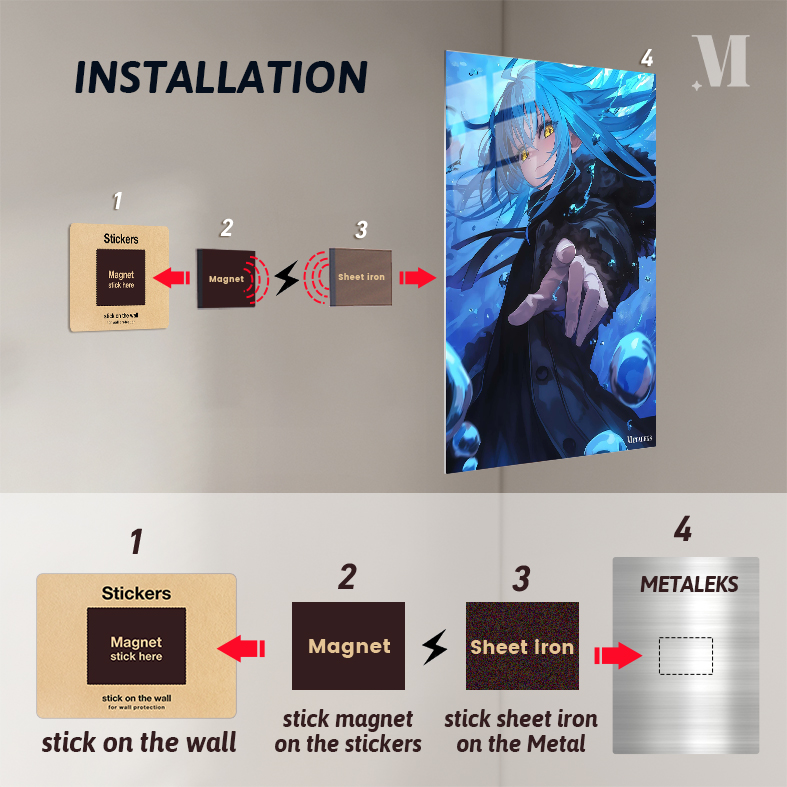 INSTALLATION
M
4
1
2
3
Stickers
Magnet
stick here
stick on the wall
for wall protection
Magnet
Sheet iron
METALEKS
1
2
3
4
Stickers
Magnet
stick here
stick on the wall
for wall protection
Magnet
Sheet iron
METALEKS
stick on the wall
stick magnet
on the stickers
stick sheet iron
on the Metal